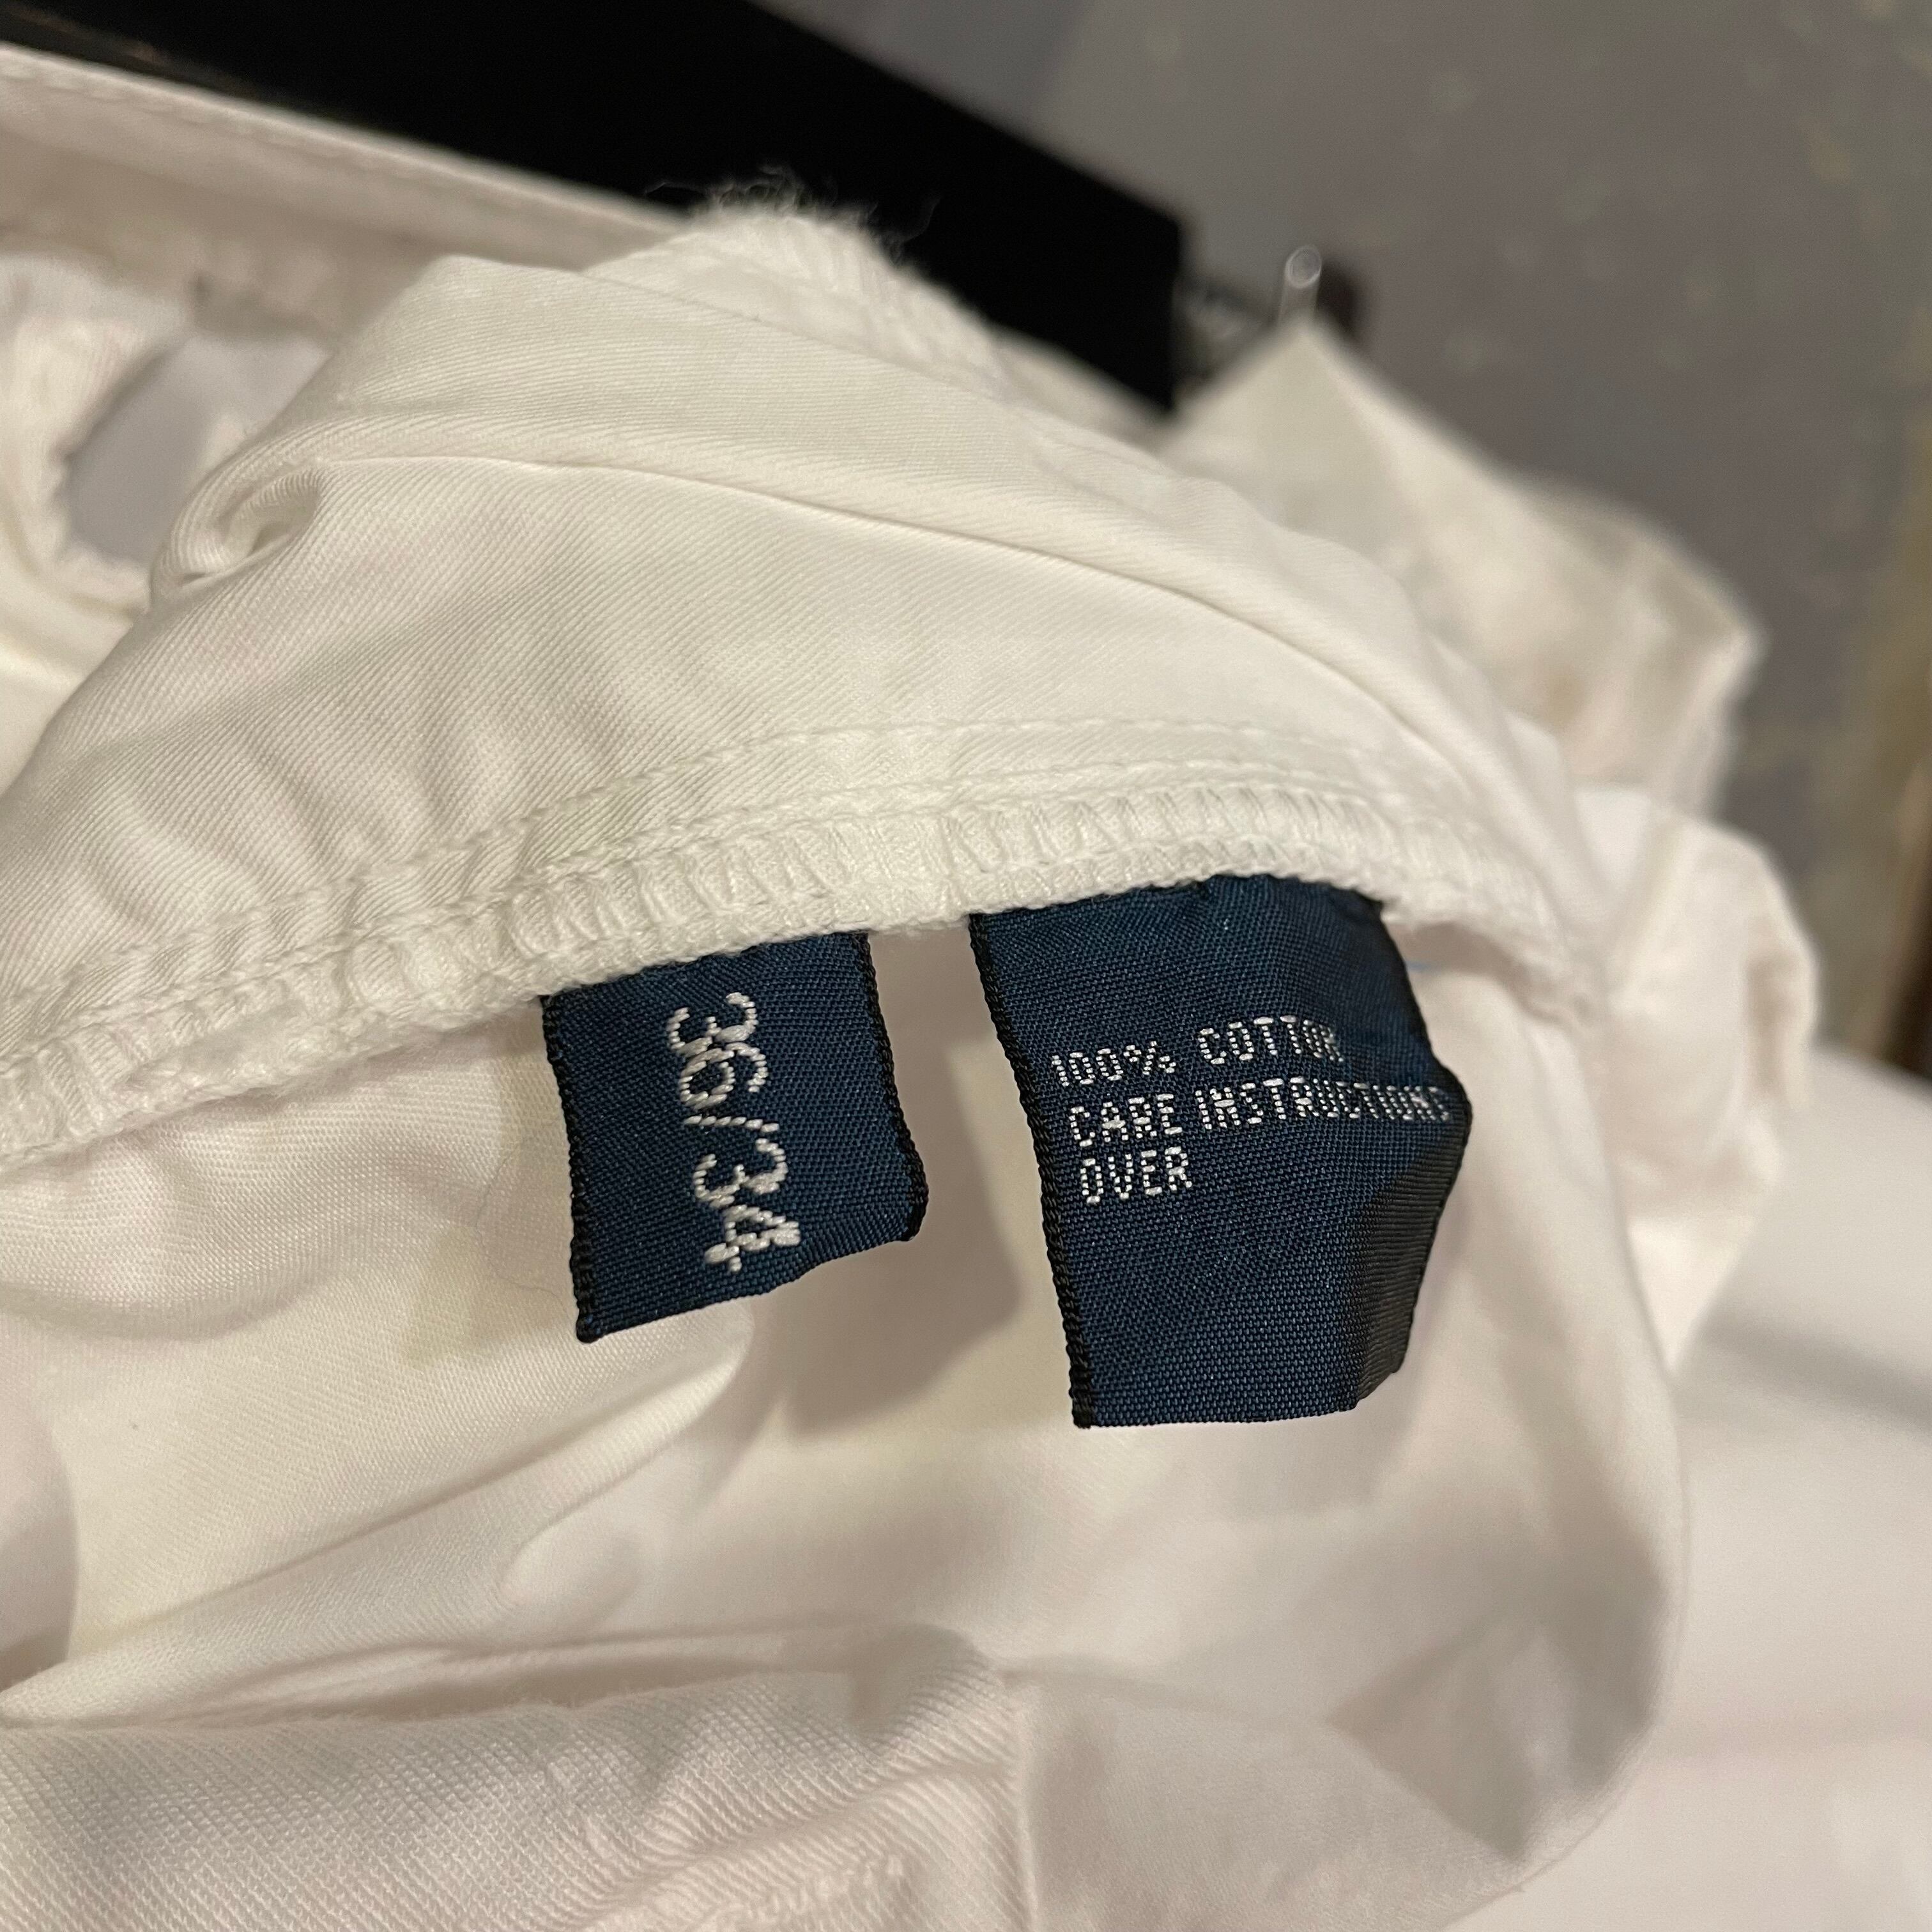 36/34
100% COTTON
CARE INSTRUCTIONS
OVER